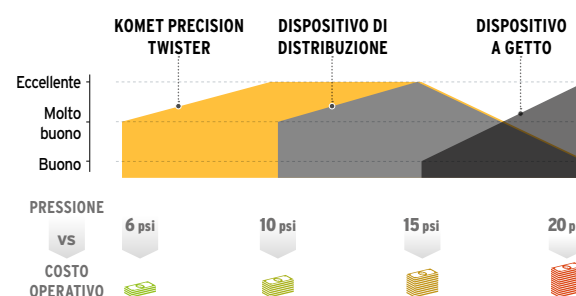 KOMET PRECISION
TWISTER
DISPOSITIVO DI
DISTRIBUZIONE
DISPOSITIVO
A GETTO
Eccellente
Molto
buono
Buono
PRESSIONE
vs
COSTO
OPERATIVO
6 psi
10 psi
15 psi
20 p